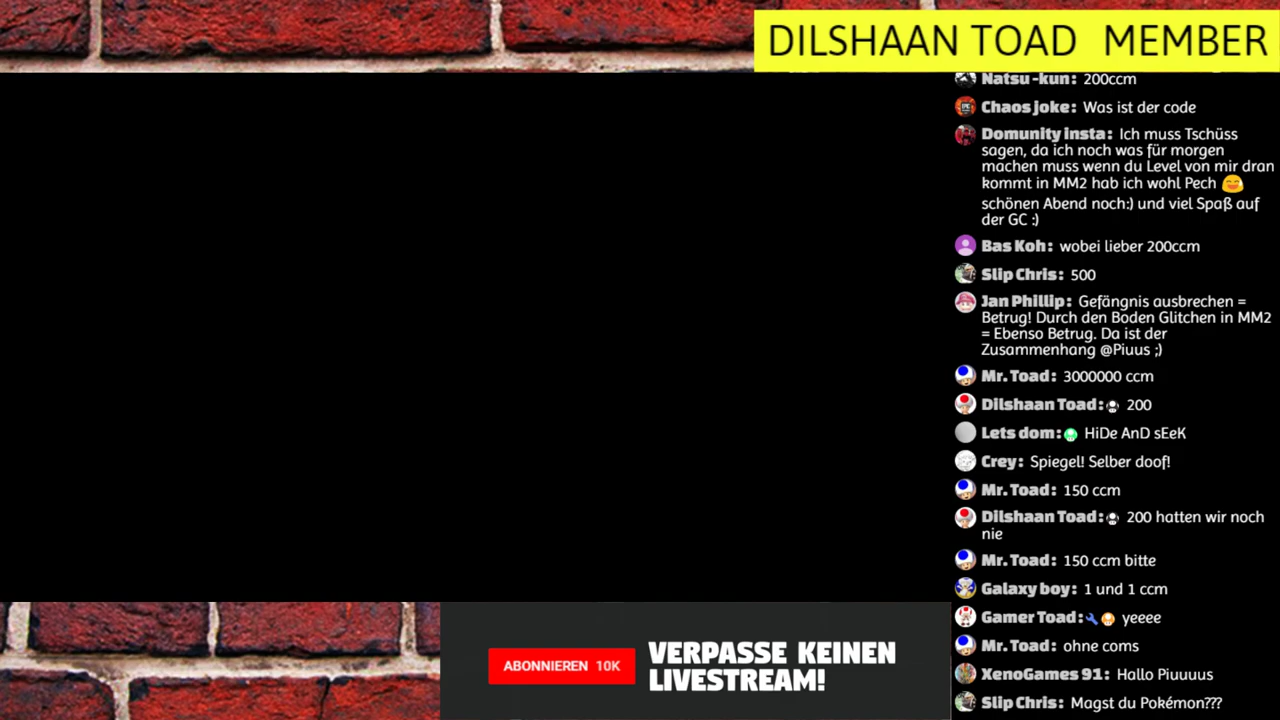 DILSHAAN TOAD MEMBER
Natsu-kun: 200ccm
Chaos joke: Was ist der code
Domunity insta: Ich muss Tschüss
sagen, da ich noch was für morgen
machen muss wenn du Level von mir dran
kommt in MM2 hab ich wohl Pech 😅
schönen Abend noch:) und viel Spaß auf
der GC :)
Bas Koh: wobei lieber 200ccm
Slip Chris: 500
Jan Phillip: Gefängnis ausbrechen =
Betrug! Durch den Boden Glitchen in MM2
= Ebenso Betrug. Da ist der
Zusammenhang @Piuus ;)
Mr. Toad: 3000000 ccm
Dilshaan Toad: 200
Lets dom: HiDe AnD sEeK
Crey: Spiegel! Selber doof!
Mr. Toad: 150 ccm
Dilshaan Toad: 200 hatten wir noch
nie
Mr. Toad: 150 ccm bitte
Galaxy boy: 1 und 1 ccm
Gamer Toad: yeeee
Mr. Toad: ohne coms
XenoGames 91: Hallo Piuuuus
Slip Chris: Magst du Pokémon???
ABONNIEREN 10K
VERPASSE KEINEN
LIVESTREAM!